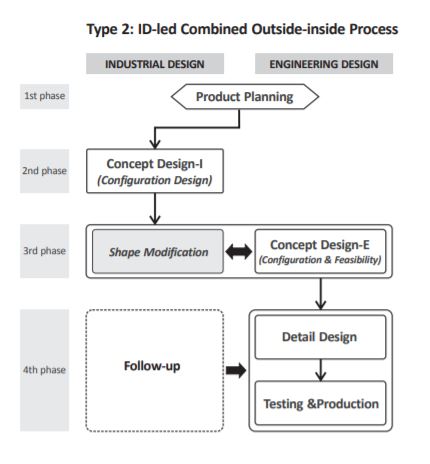 Type 2: ID-led Combined Outside-inside Process
INDUSTRIAL DESIGN
ENGINEERING DESIGN
1st phase
Product Planning
2nd phase
Concept Design-I
(Configuration Design)
3rd phase
Shape Modification
Concept Design-E
(Configuration & Feasibility)
4th phase
Follow-up
Detail Design
Testing &Production